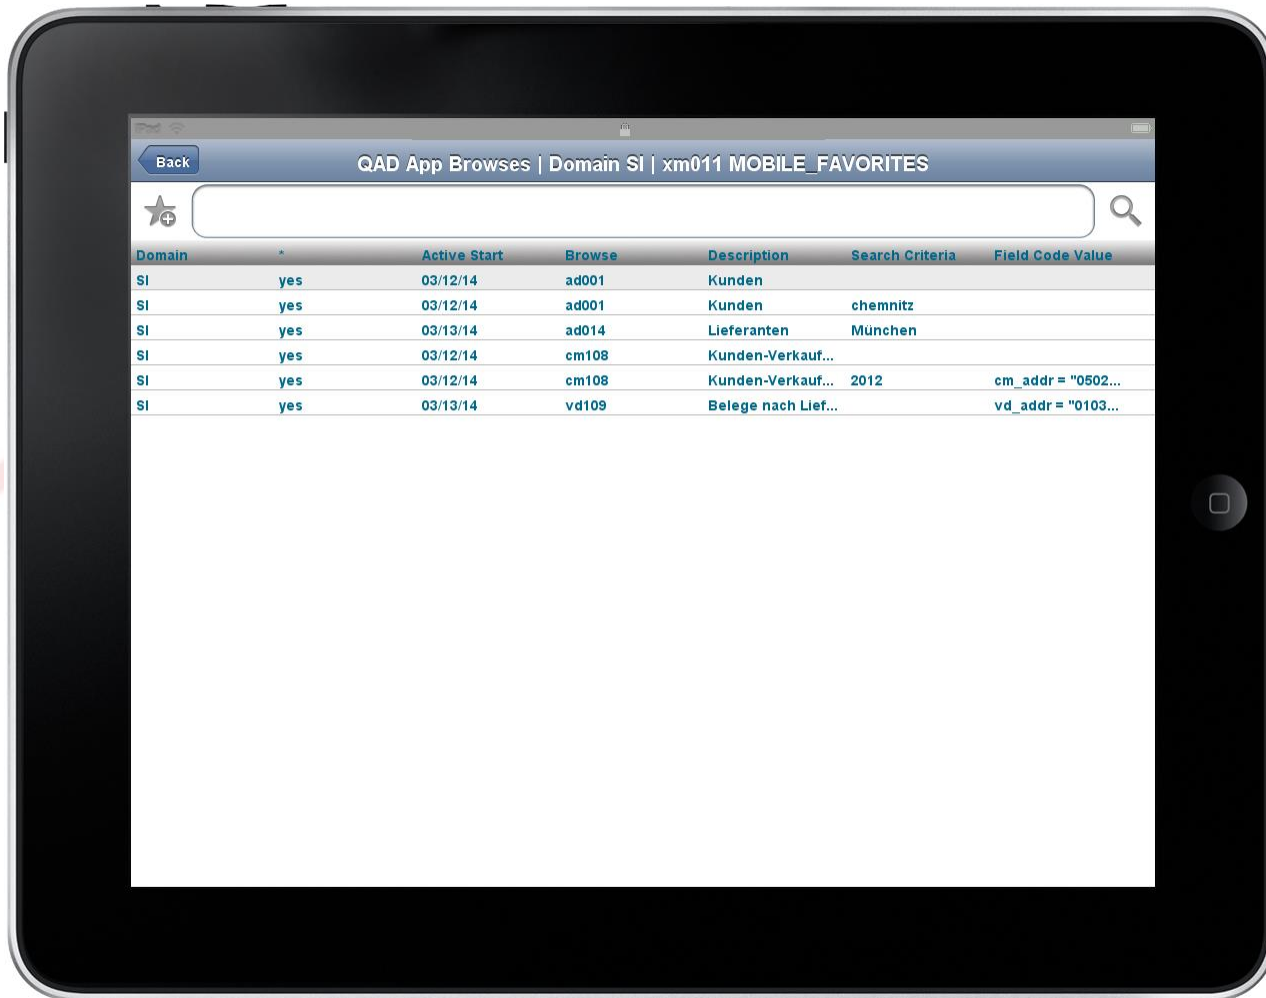 iPad
Back QAD App Browses | Domain SI | xm011 MOBILE_FAVORITES
Domain * Active Start Browse Description Search Criteria Field Code Value
SI yes 03/12/14 ad001 Kunden
SI yes 03/12/14 ad001 Kunden chemnitz
SI yes 03/13/14 ad014 Lieferanten München
SI yes 03/12/14 cm108 Kunden-Verkauf...
SI yes 03/12/14 cm108 Kunden-Verkauf... 2012 cm_addr = "0502...
SI yes 03/13/14 vd109 Belege nach Lief... vd_addr = "0103...